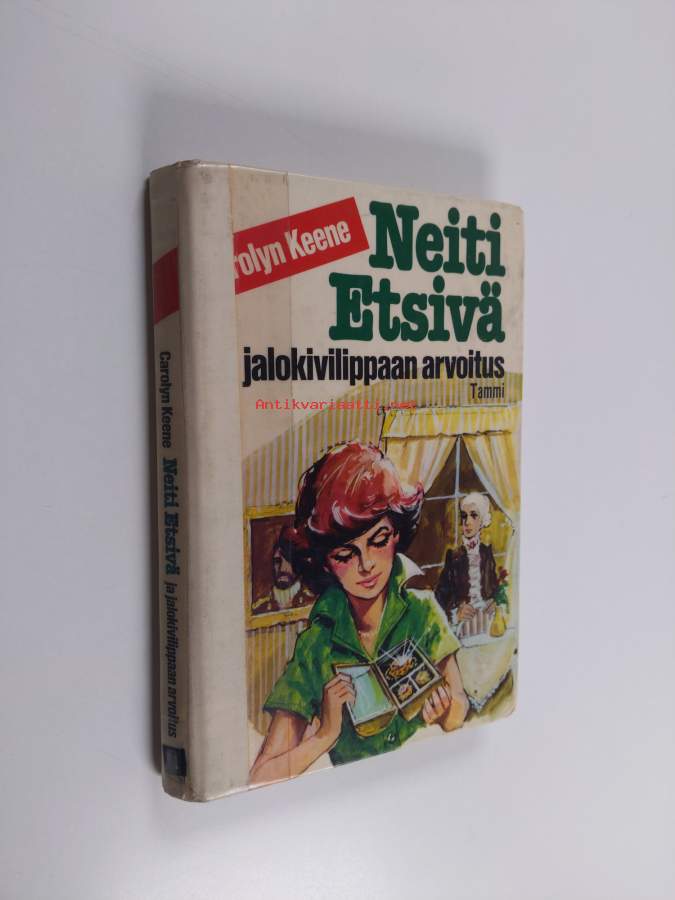 rolyn Keene
Neiti
Etsivä
jalokivilippaan arvoitus
Tammi
Antikvariaatti.net
Carolyn Keene Neiti Etsivä ja jalokivilippaan arvoitus